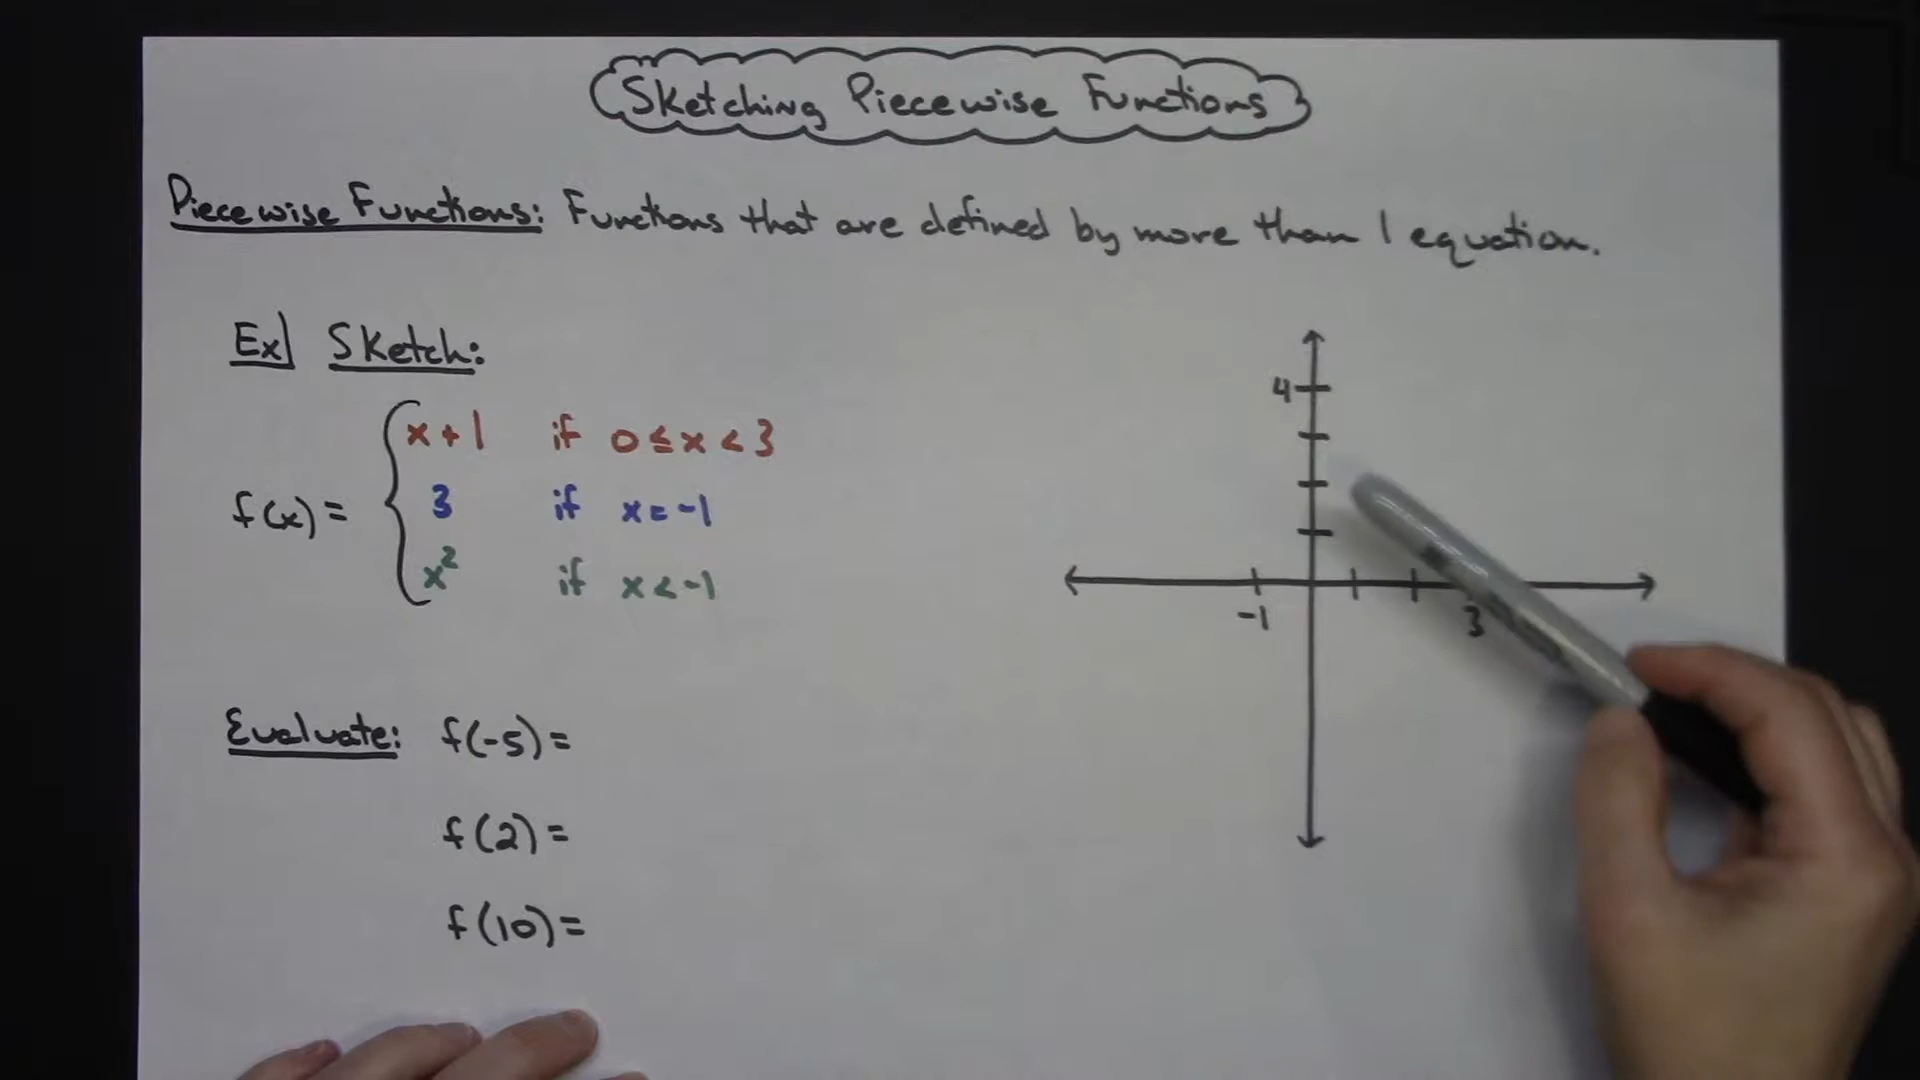 Sketching Piecewise Functions
Piecewise Functions: Functions that are defined by more than 1 equation.
Ex] Sketch:
f(x) = { x+1 if 0 ≤ x < 3
3 if x = -1
x² if x < -1
4
-1 3
Evaluate: f(-5) =
f(2) =
f(10) =